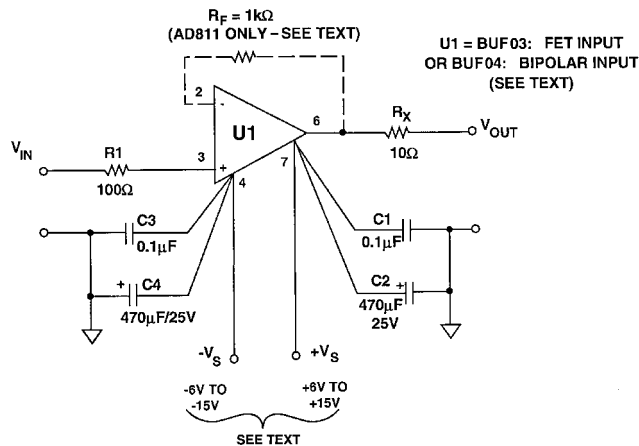 R_F = 1kΩ
(AD811 ONLY – SEE TEXT)
U1 = BUF03: FET INPUT
OR BUF04: BIPOLAR INPUT
(SEE TEXT)
2
-
U1
6
R_X
V_OUT
10Ω
V_IN
R1
3
+
7
100Ω
4
C3
0.1µF
C1
0.1µF
+
C4
470µF/25V
C2
+
470µF
25V
-V_S
+V_S
-6V TO
-15V
+6V TO
+15V
SEE TEXT